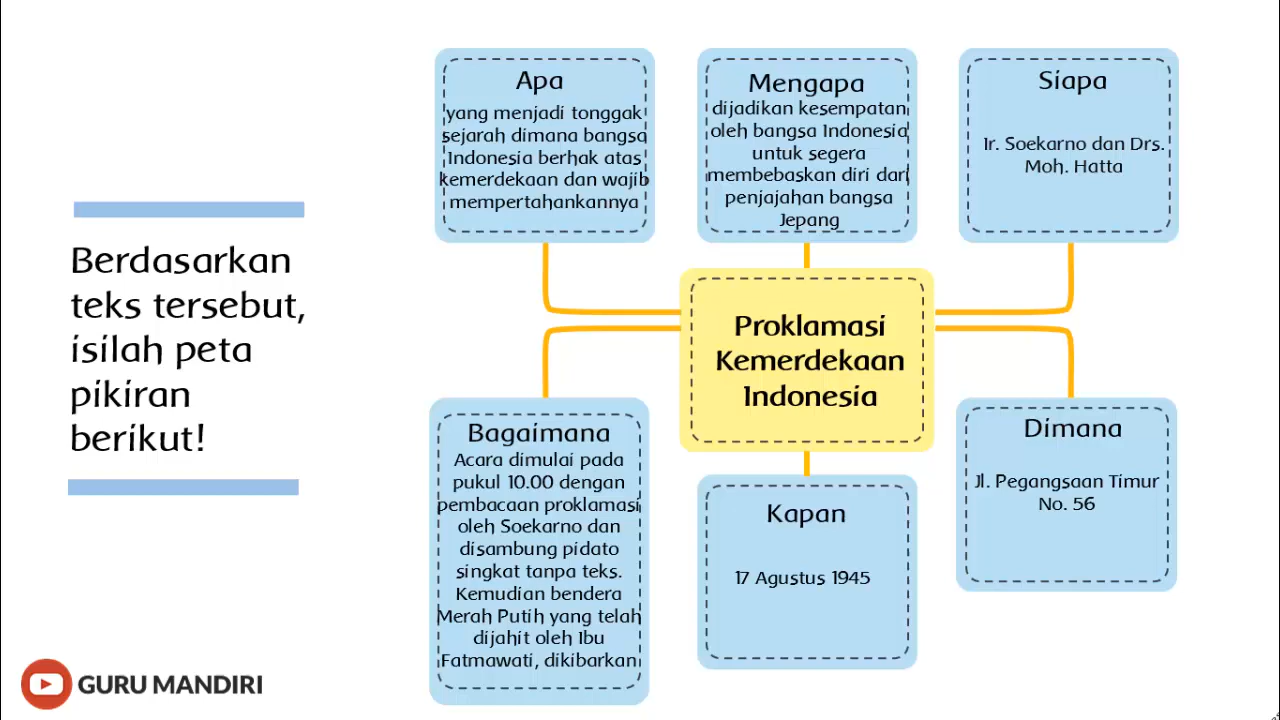 Berdasarkan
teks tersebut,
isilah peta
pikiran
berikut!
Apa
yang menjadi tonggak
sejarah dimana bangsa
Indonesia berhak atas
kemerdekaan dan wajib
mempertahankannya
Mengapa
dijadikan kesempatan
oleh bangsa Indonesia
untuk segera
membebaskan diri dari
penjajahan bangsa
Jepang
Siapa
Ir. Soekarno dan Drs.
Moh. Hatta
Proklamasi
Kemerdekaan
Indonesia
Bagaimana
Acara dimulai pada
pukul 10.00 dengan
pembacaan proklamasi
oleh Soekarno dan
disambung pidato
singkat tanpa teks.
Kemudian bendera
Merah Putih yang telah
dijahit oleh Ibu
Fatmawati, dikibarkan
Kapan
17 Agustus 1945
Dimana
Jl. Pegangsaan Timur
No. 56
GURU MANDIRI